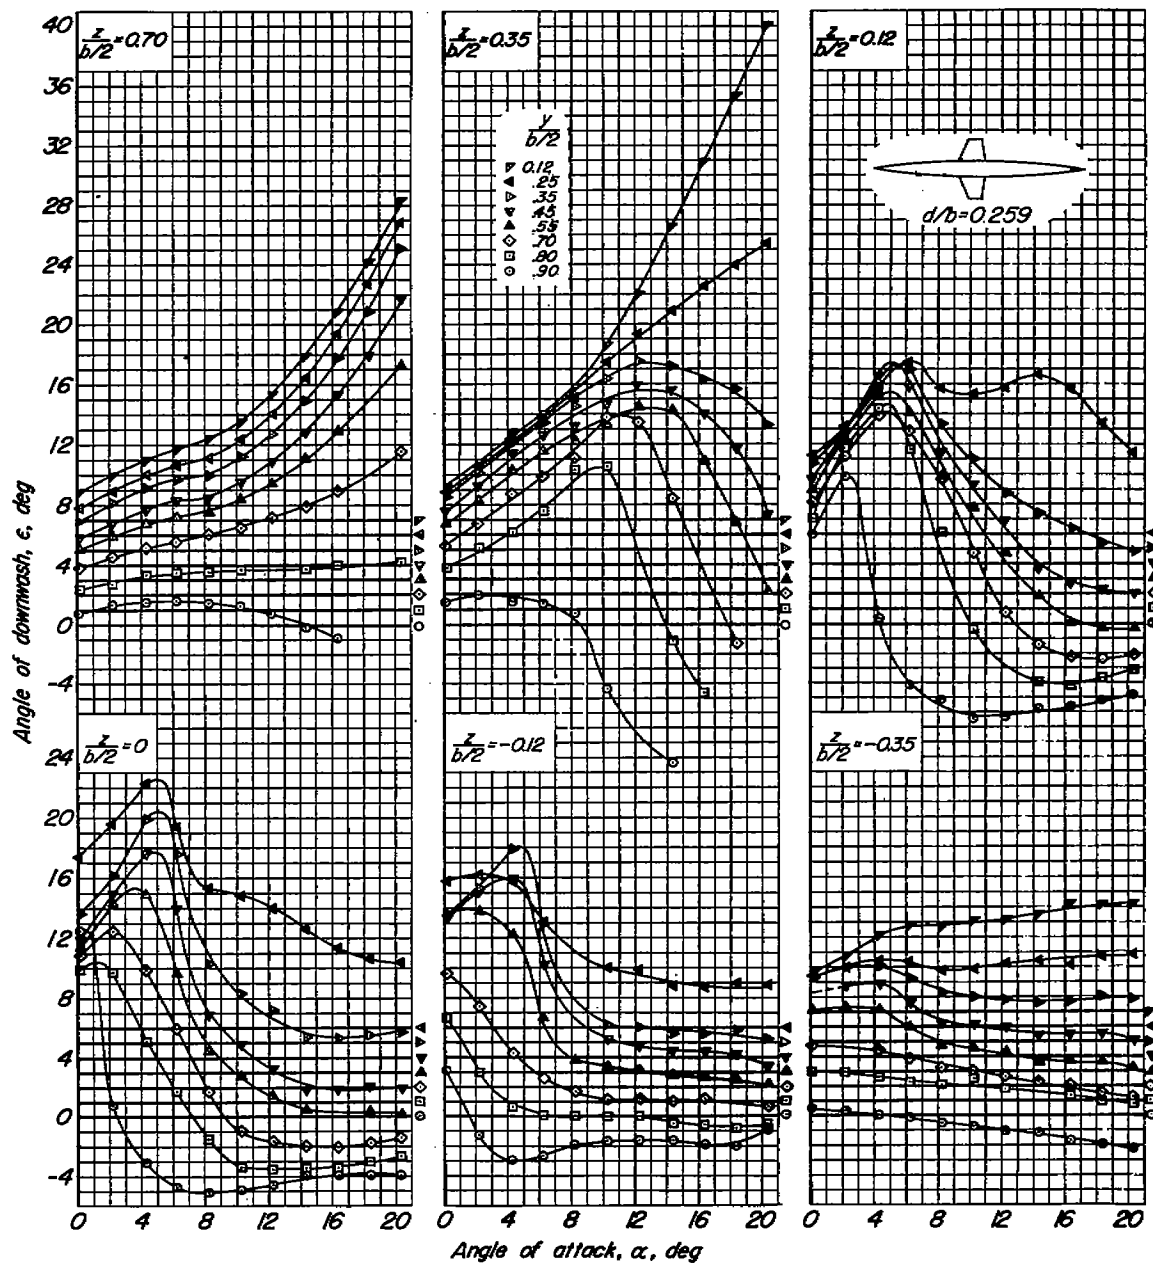 z/b/2 = 0.70
z/b/2 = 0.35
z/b/2 = 0.12
40
36
32
28
24
20
16
12
8
4
0
-4
y/b/2
0.12
.25
.35
.45
.55
.70
.80
.90
d/b=0.259
Angle of downwash, ε, deg
z/b/2 = 0
z/b/2 = -0.12
z/b/2 = -0.35
24
20
16
12
8
4
0
-4
0 4 8 12 16 20
0 4 8 12 16 20
0 4 8 12 16 20
Angle of attack, α, deg